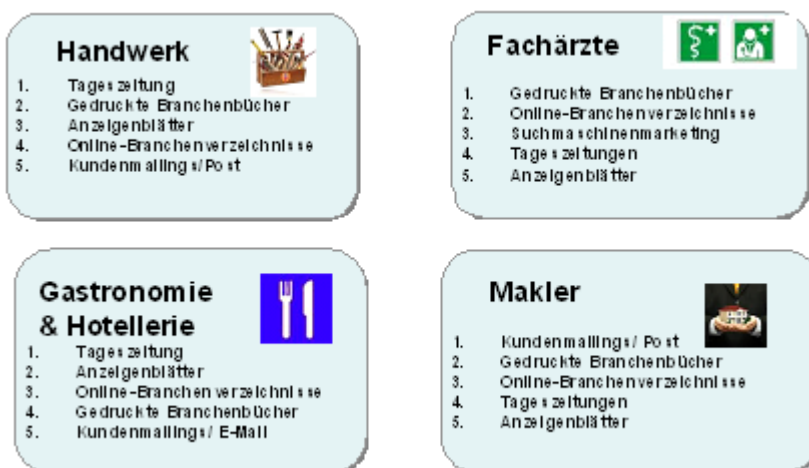 Handwerk
1. Tageszeitung
2. Gedruckte Branchenbücher
3. Anzeigenblätter
4. Online-Branchenverzeichnisse
5. Kundenmailings/Post
Fachärzte
1. Gedruckte Branchenbücher
2. Online-Branchenverzeichnisse
3. Suchmaschinenmarketing
4. Tageszeitungen
5. Anzeigenblätter
Gastronomie
& Hotellerie
1. Tageszeitung
2. Anzeigenblätter
3. Online-Branchenverzeichnisse
4. Gedruckte Branchenbücher
5. Kundenmailings/ E-Mail
Makler
1. Kundenmailings/ Post
2. Gedruckte Branchenbücher
3. Online-Branchenverzeichnisse
4. Tageszeitungen
5. Anzeigenblätter